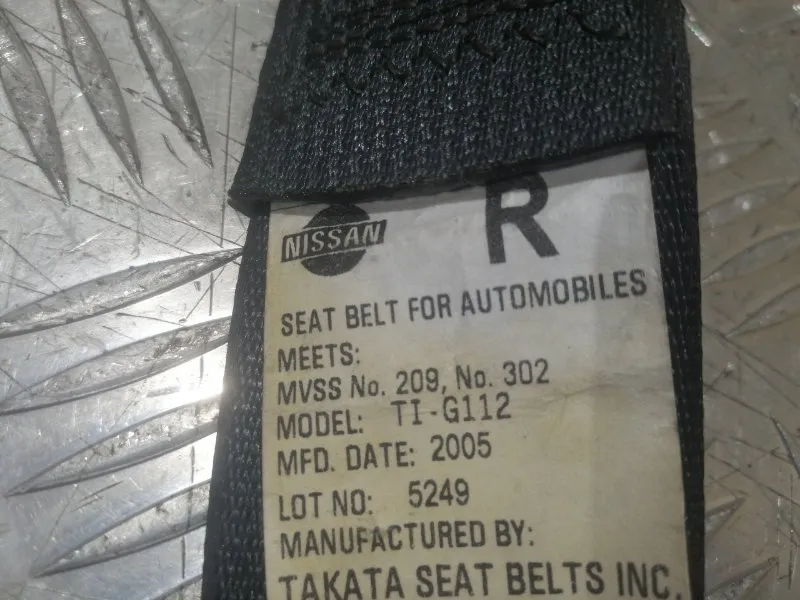 NISSAN R
SEAT BELT FOR AUTOMOBILES
MEETS:
MVSS No. 209, No. 302
MODEL: TI-G112
MFD. DATE: 2005
LOT NO: 5249
MANUFACTURED BY:
TAKATA SEAT BELTS INC.